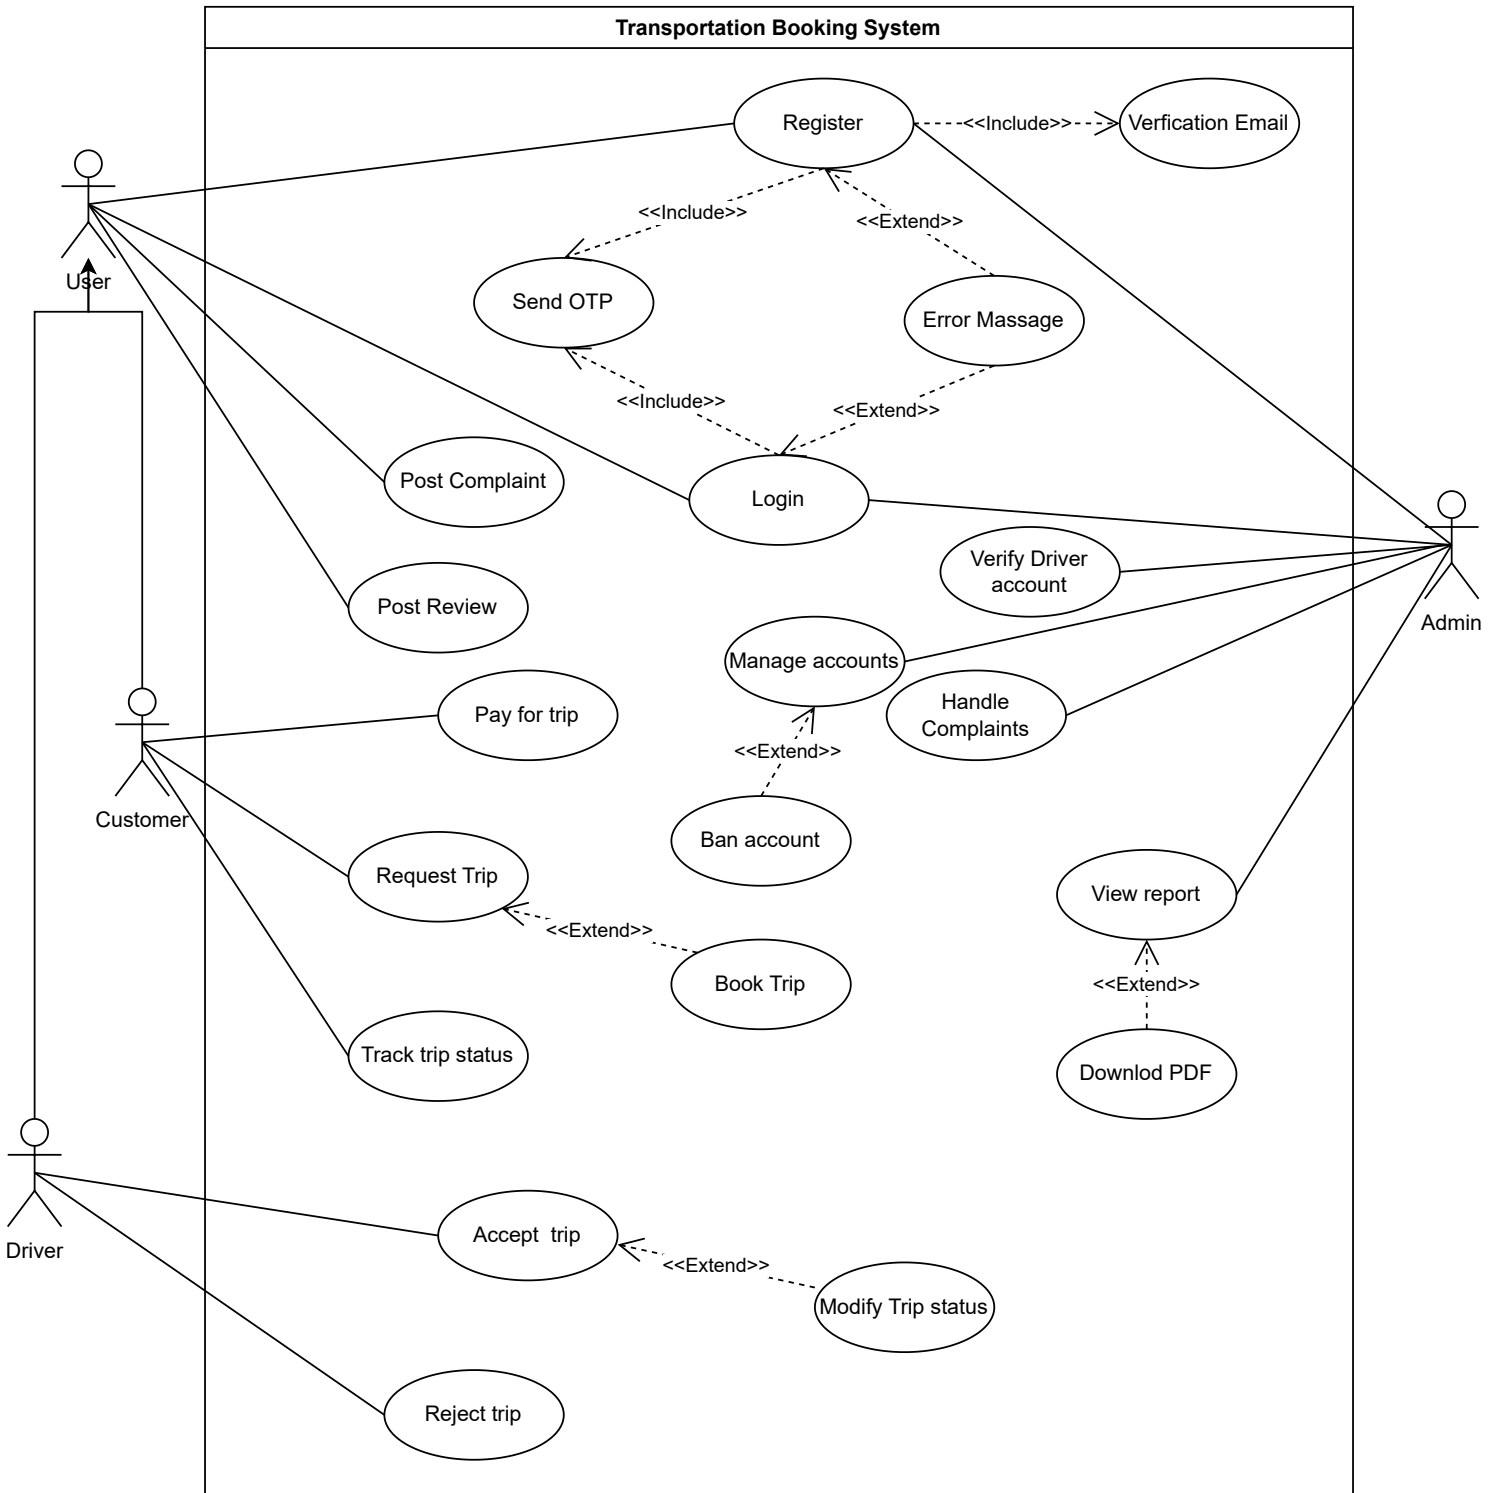 Transportation Booking System
Register
<<Include>>
Verfication Email
<<Include>>
<<Extend>>
User
Send OTP
Error Massage
<<Include>>
<<Extend>>
Post Complaint
Login
Verify Driver
account
Post Review
Admin
Manage accounts
Pay for trip
Handle
Complaints
<<Extend>>
Customer
Ban account
Request Trip
View report
<<Extend>>
Book Trip
<<Extend>>
Track trip status
Downlod PDF
Driver
Accept  trip
<<Extend>>
Modify Trip status
Reject trip